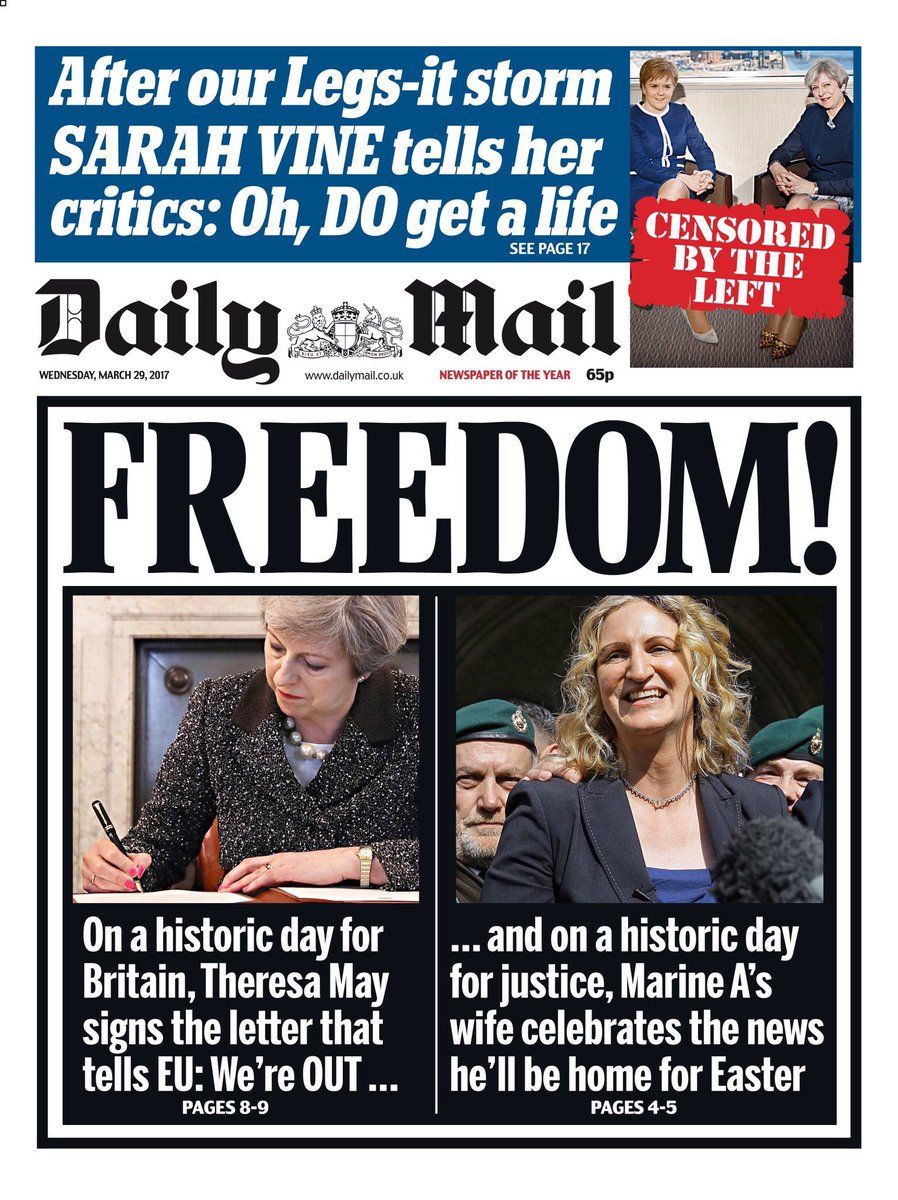 After our Legs-it storm
SARAH VINE tells her
critics: Oh, DO get a life
SEE PAGE 17
CENSORED
BY THE
LEFT
Daily Mail
WEDNESDAY, MARCH 29, 2017
www.dailymail.co.uk
NEWSPAPER OF THE YEAR
65p
FREEDOM!
On a historic day for
Britain, Theresa May
signs the letter that
tells EU: We're OUT ...
PAGES 8-9
... and on a historic day
for justice, Marine A's
wife celebrates the news
he'll be home for Easter
PAGES 4-5